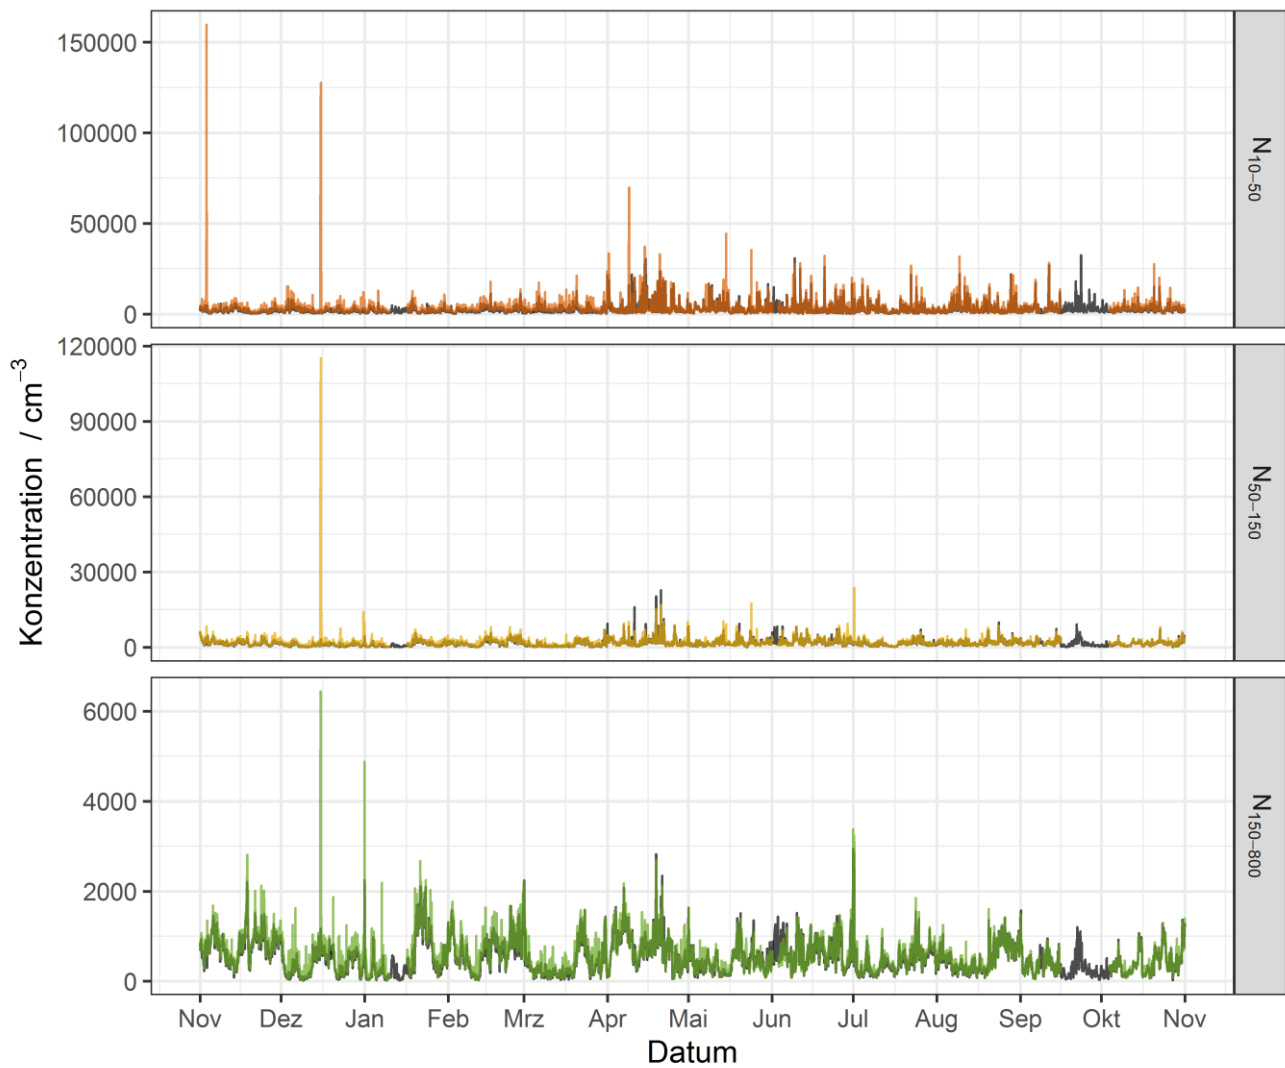 150000
100000
50000
0
N10−50
120000
90000
60000
30000
0
N50−150
Konzentration / cm−3
6000
4000
2000
0
N150−800
Nov Dez Jan Feb Mrz Apr Mai Jun Jul Aug Sep Okt Nov
Datum